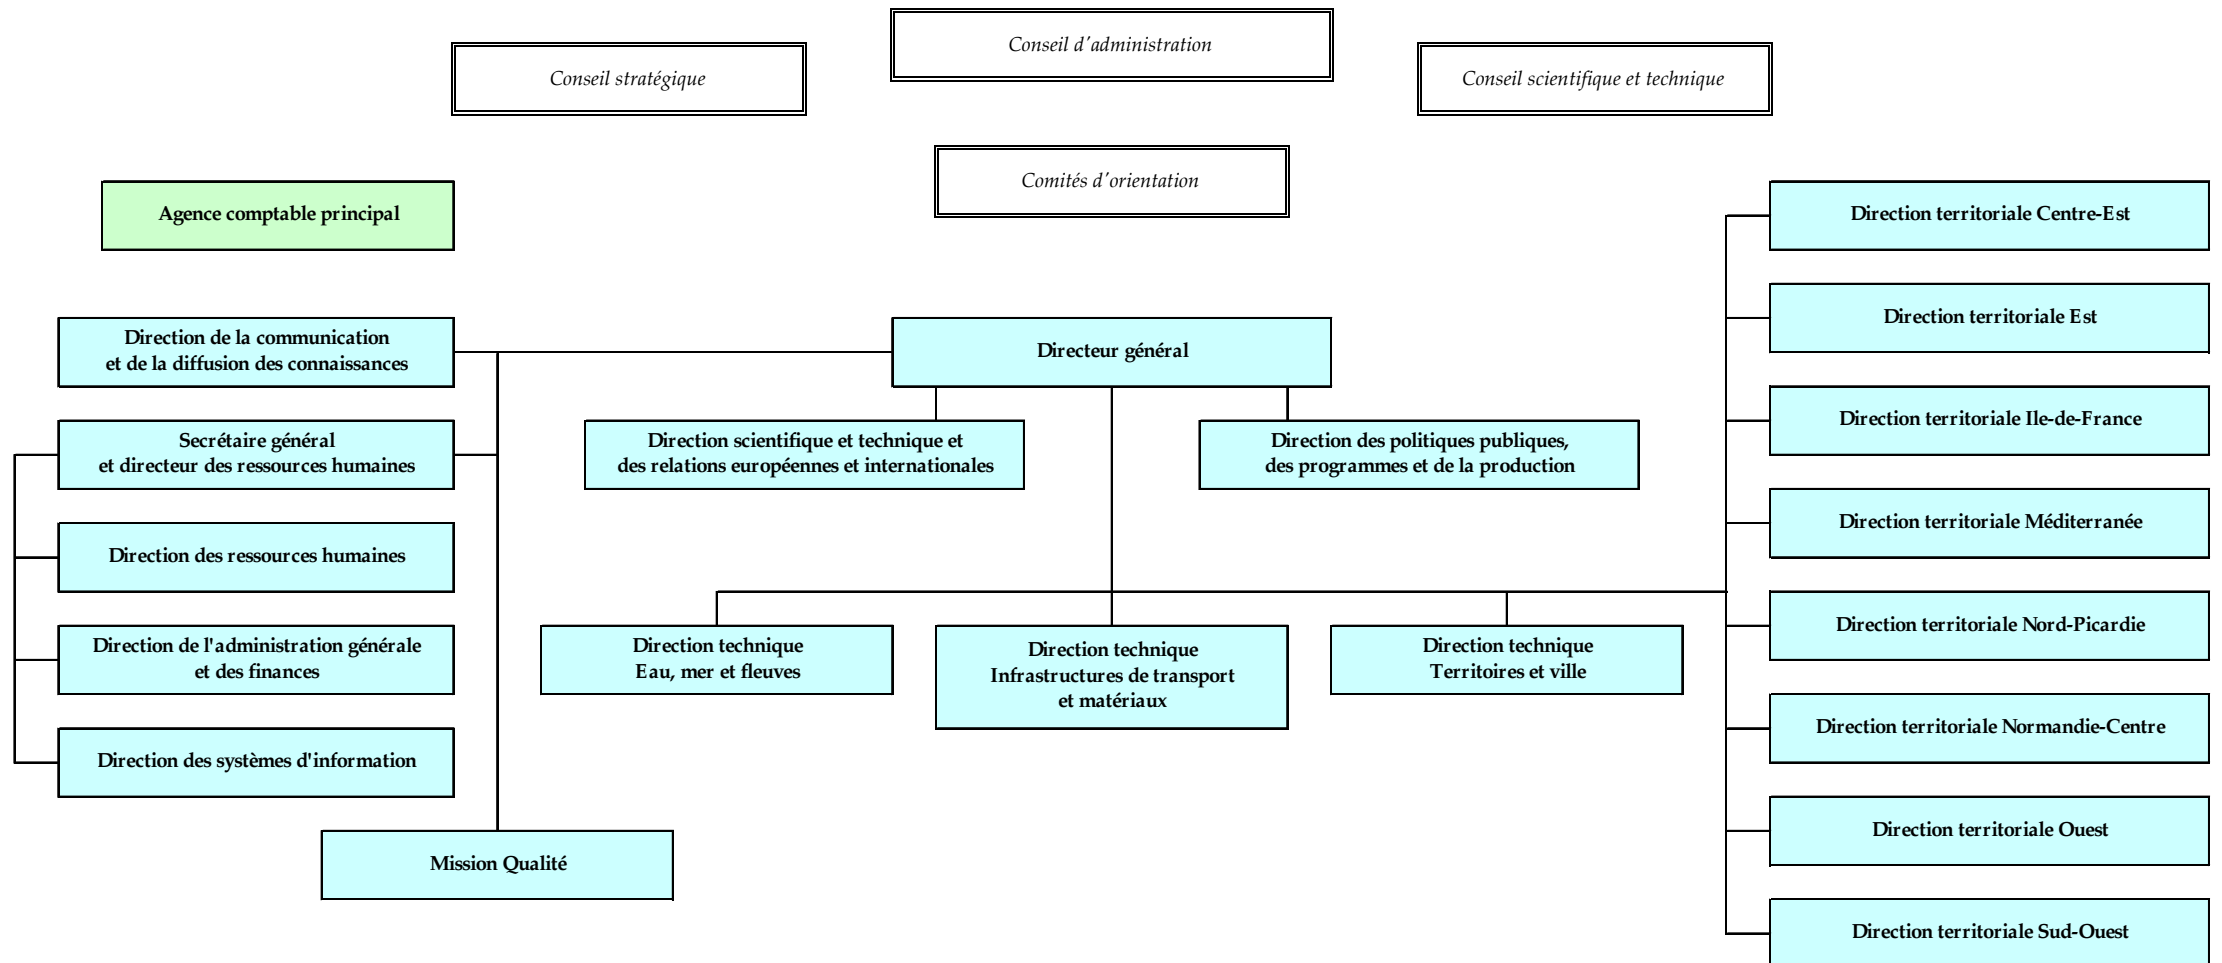 Conseil d'administration
Conseil stratégique
Conseil scientifique et technique
Comités d'orientation
Agence comptable principal
Direction territoriale Centre-Est
Direction territoriale Est
Direction de la communication
et de la diffusion des connaissances
Directeur général
Direction territoriale Ile-de-France
Secrétaire général
et directeur des ressources humaines
Direction scientifique et technique et
des relations européennes et internationales
Direction des politiques publiques,
des programmes et de la production
Direction territoriale Méditerranée
Direction des ressources humaines
Direction territoriale Nord-Picardie
Direction de l'administration générale
et des finances
Direction technique
Eau, mer et fleuves
Direction technique
Infrastructures de transport
et matériaux
Direction technique
Territoires et ville
Direction territoriale Normandie-Centre
Direction des systèmes d'information
Direction territoriale Ouest
Mission Qualité
Direction territoriale Sud-Ouest